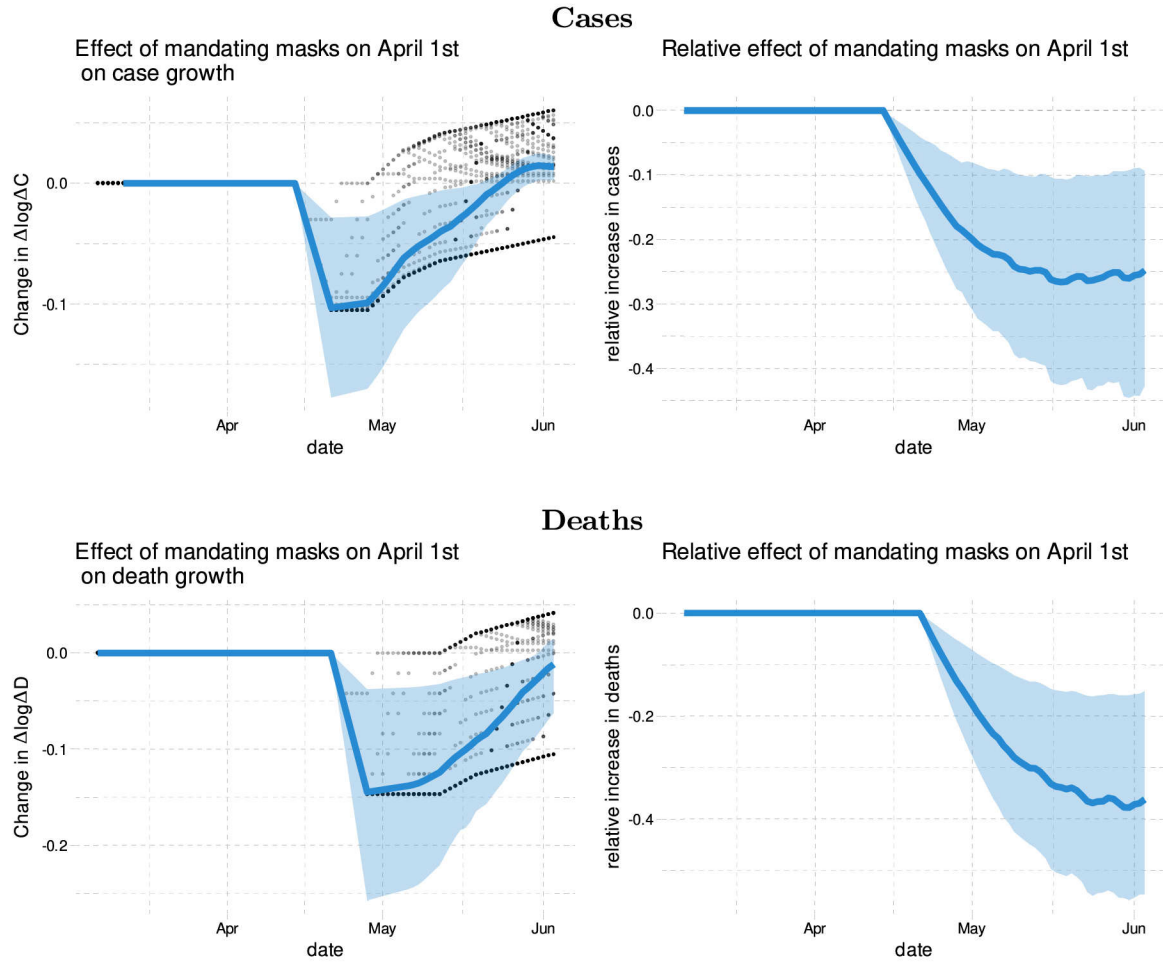 Cases
Effect of mandating masks on April 1st
on case growth
Change in ΔlogΔC
0.0
-0.1
Apr
May
Jun
date
Relative effect of mandating masks on April 1st
relative increase in cases
0.0
-0.1
-0.2
-0.3
-0.4
Apr
May
Jun
date
Deaths
Effect of mandating masks on April 1st
on death growth
Change in ΔlogΔD
0.0
-0.1
-0.2
Apr
May
Jun
date
Relative effect of mandating masks on April 1st
relative increase in deaths
0.0
-0.2
-0.4
Apr
May
Jun
date